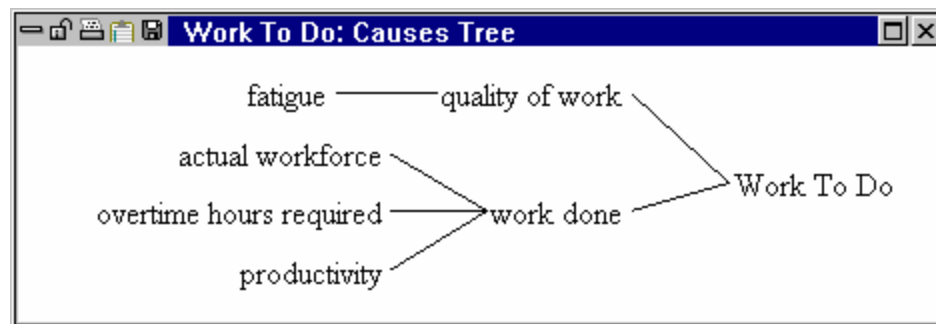 Work To Do: Causes Tree
fatigue
quality of work
actual workforce
Work To Do
overtime hours required
work done
productivity